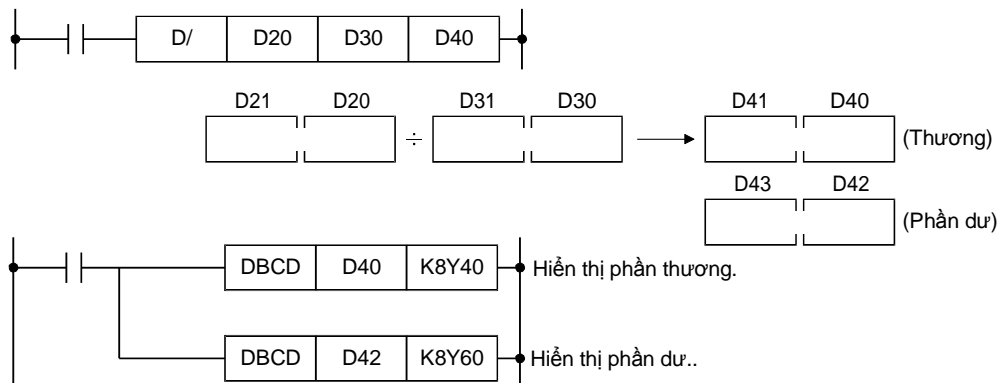 D/ D20 D30 D40
D21 D20 D31 D30 D41 D40
÷ (Thương)
D43 D42
(Phần dư)
DBCD D40 K8Y40 Hiển thị phần thương.
DBCD D42 K8Y60 Hiển thị phần dư..